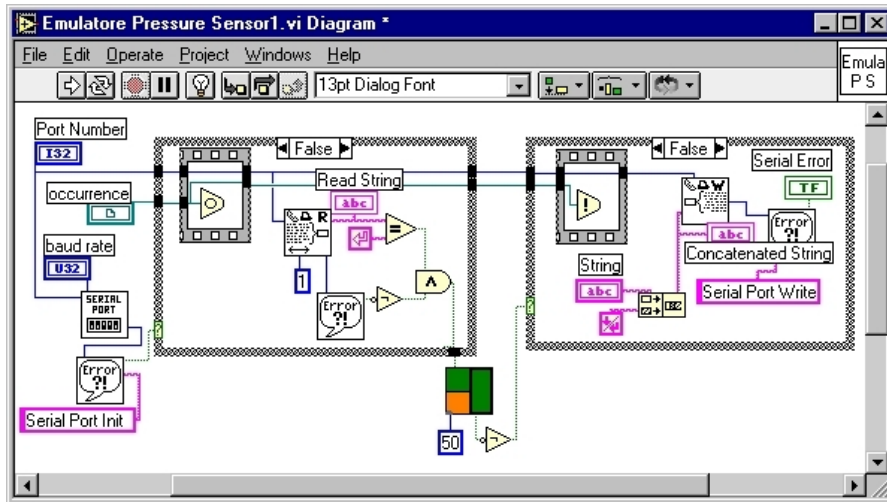 Emulatore Pressure Sensor1.vi Diagram *
File Edit Operate Project Windows Help
13pt Dialog Font
Emula
P S
Port Number
I32
False
False
Serial Error
TF
occurrence
Read String
abc
R
W
Error
?!
abc
baud rate
U32
1
String
abc
Concatenated String
Serial Port Write
SERIAL
PORT
Error
?!
Error
?!
Serial Port Init
50